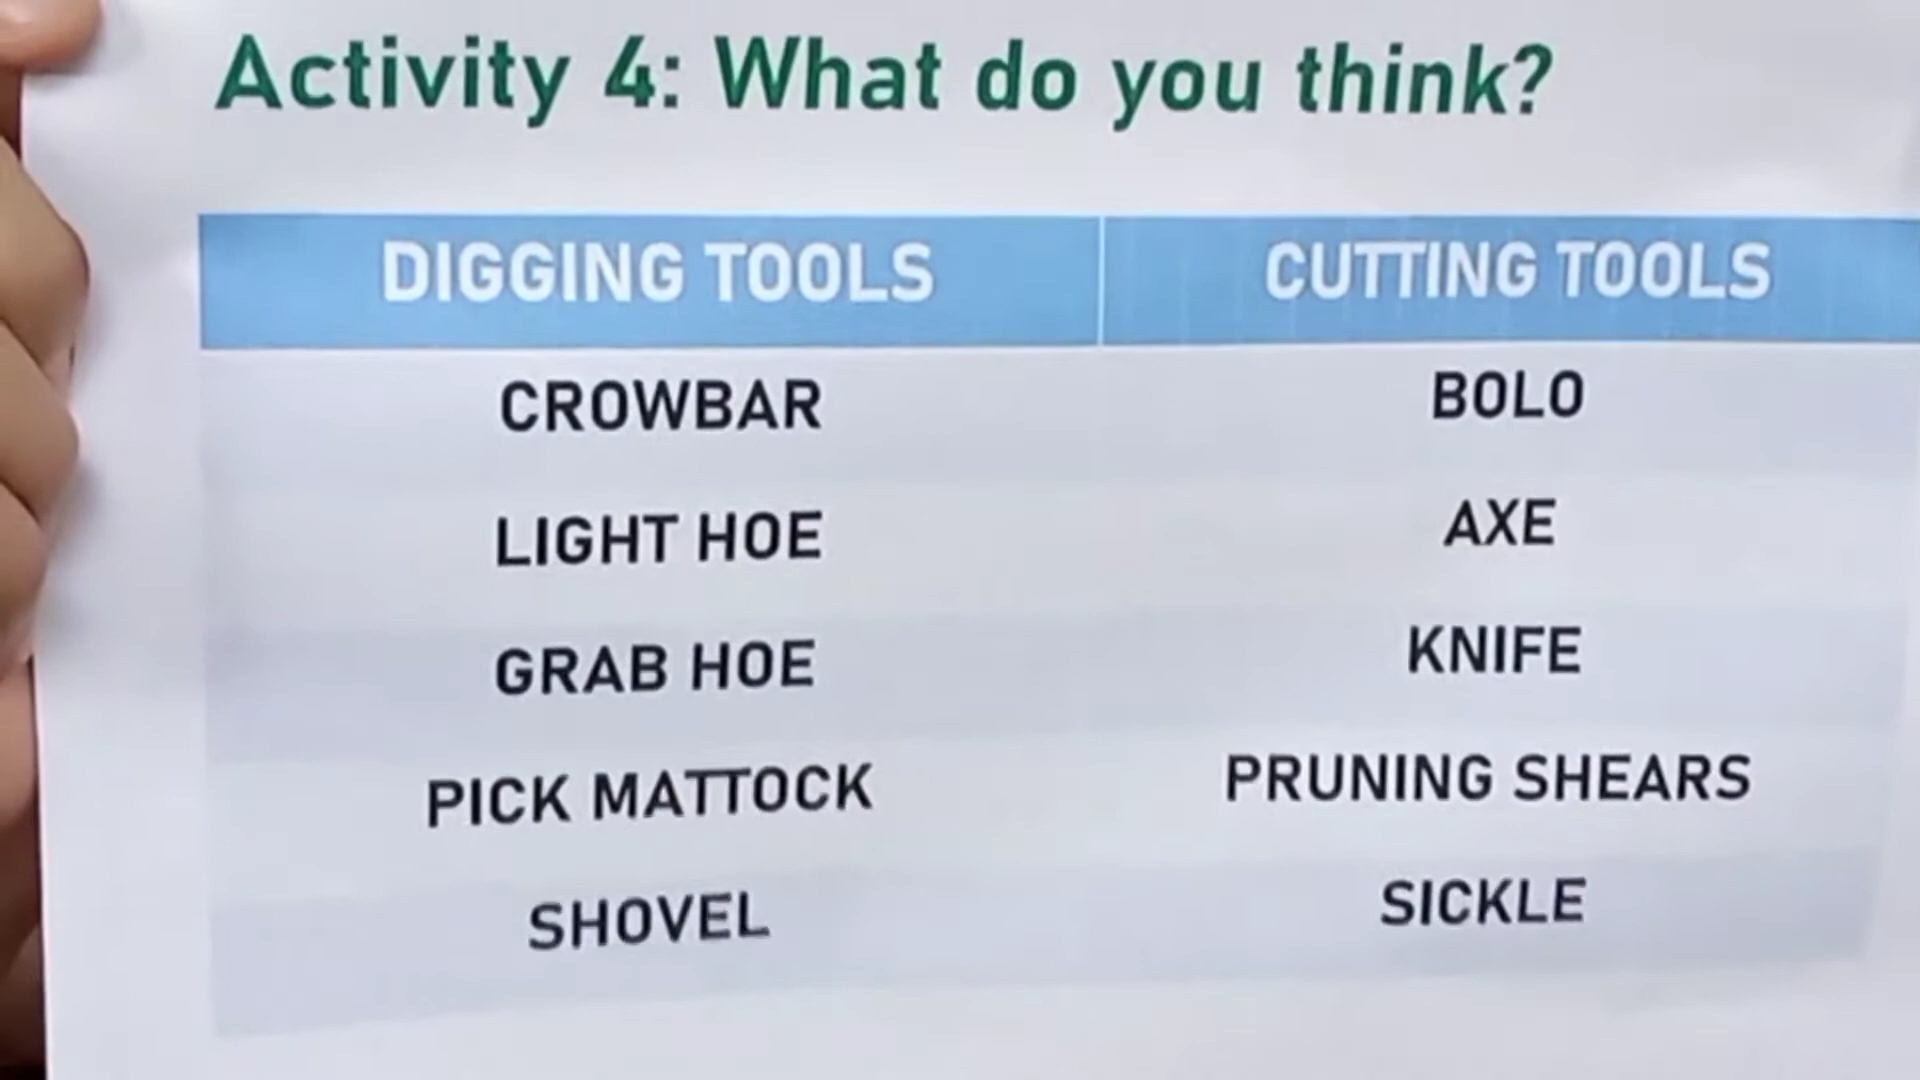 Activity 4: What do you think?
DIGGING TOOLS CUTTING TOOLS
CROWBAR BOLO
LIGHT HOE AXE
GRAB HOE KNIFE
PICK MATTOCK PRUNING SHEARS
SHOVEL SICKLE